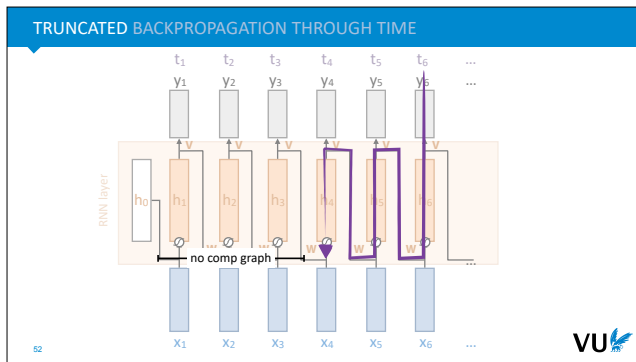 TRUNCATED BACKPROPAGATION THROUGH TIME
t1 t2 t3 t4 t5 t6 ...
y1 y2 y3 y4 y5 y6 ...
V V V V V V
RNN layer
h0 h1 h2 h3 h4 h5 h6
W W W W W
no comp graph
...
x1 x2 x3 x4 x5 x6 ...
52
VU